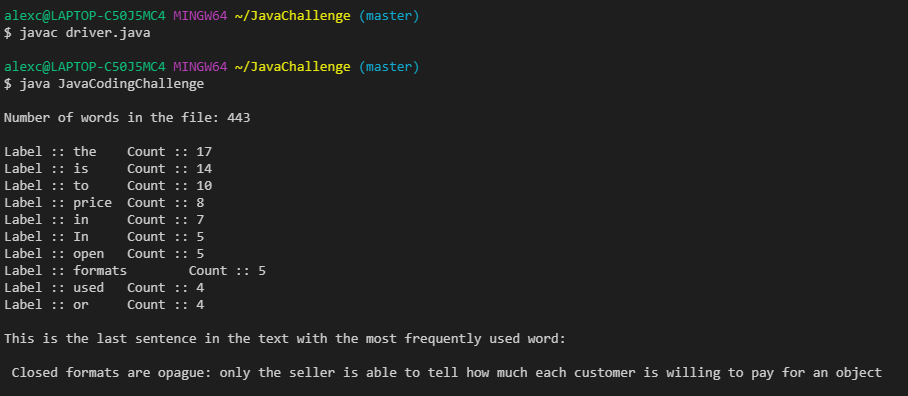 alexc@LAPTOP-C50J5MC4 MINGW64 ~/JavaChallenge (master)
$ javac driver.java
alexc@LAPTOP-C50J5MC4 MINGW64 ~/JavaChallenge (master)
$ java JavaCodingChallenge
Number of words in the file: 443
Label :: the    Count :: 17
Label :: is     Count :: 14
Label :: to     Count :: 10
Label :: price  Count :: 8
Label :: in     Count :: 7
Label :: In     Count :: 5
Label :: open   Count :: 5
Label :: formats        Count :: 5
Label :: used   Count :: 4
Label :: or     Count :: 4
This is the last sentence in the text with the most frequently used word:
Closed formats are opague: only the seller is able to tell how much each customer is willing to pay for an object